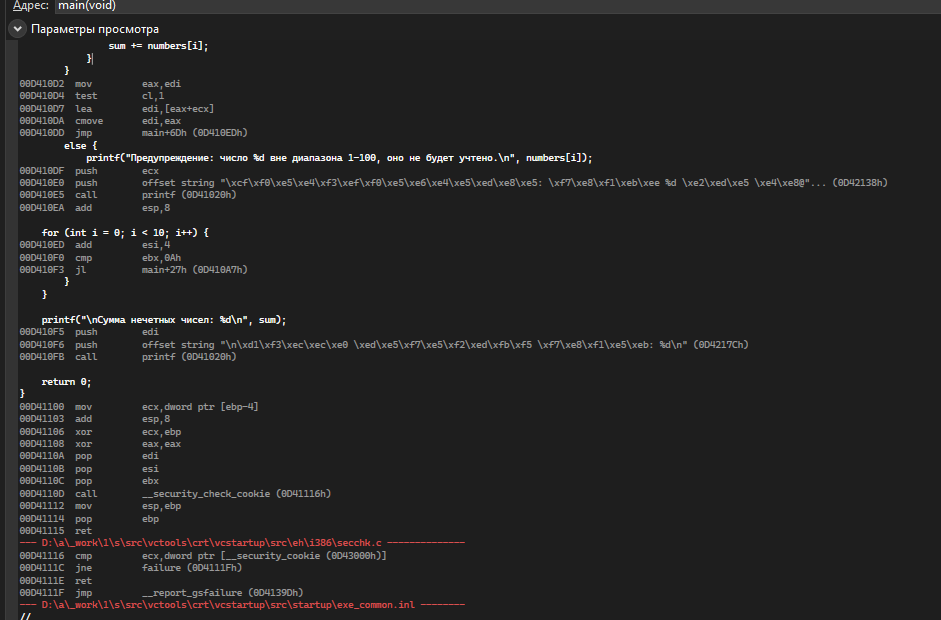 Адрес: main(void)
Параметры просмотра
sum += numbers[i];
}
}
00D410D2 mov eax,edi
00D410D4 test cl,1
00D410D7 lea edi,[eax+ecx]
00D410DA cmove edi,eax
00D410DD jmp main+6Dh (0D410EDh)
else {
printf("Предупреждение: число %d вне диапазона 1-100, оно не будет учтено.\n", numbers[i]);
00D410DF push ecx
00D410E0 push offset string "\xcf\xf0\xe5\xe4\xf3\xef\xf0\xe5\xe6\xe4\xe5\xed\xe8\xe5: \xf7\xe8\xf1\xeb\xee %d \xe2\xed\xe5 \xe4\xe8@"... (0D42138h)
00D410E5 call printf (0D41020h)
00D410EA add esp,8
for (int i = 0; i < 10; i++) {
00D410ED add esi,4
00D410F0 cmp ebx,0Ah
00D410F3 jl main+27h (0D410A7h)
}
}
printf("\nСумма нечетных чисел: %d\n", sum);
00D410F5 push edi
00D410F6 push offset string "\n\xd1\xf3\xec\xec\xe0 \xed\xe5\xf7\xe5\xf2\xed\xfb\xf5 \xf7\xe8\xf1\xe5\xeb: %d\n" (0D4217Ch)
00D410FB call printf (0D41020h)
return 0;
}
00D41100 mov ecx,dword ptr [ebp-4]
00D41103 add esp,8
00D41106 xor ecx,ebp
00D41108 xor eax,eax
00D4110A pop edi
00D4110B pop esi
00D4110C pop ebx
00D4110D call __security_check_cookie (0D41116h)
00D41112 mov esp,ebp
00D41114 pop ebp
00D41115 ret
--- D:\a\_work\1\s\src\vctools\crt\vcstartup\src\eh\i386\secchk.c --------------
00D41116 cmp ecx,dword ptr [__security_cookie (0D43000h)]
00D4111C jne failure (0D4111Fh)
00D4111E ret
00D4111F jmp __report_gsfailure (0D4139Dh)
--- D:\a\_work\1\s\src\vctools\crt\vcstartup\src\startup\exe_common.inl --------
//